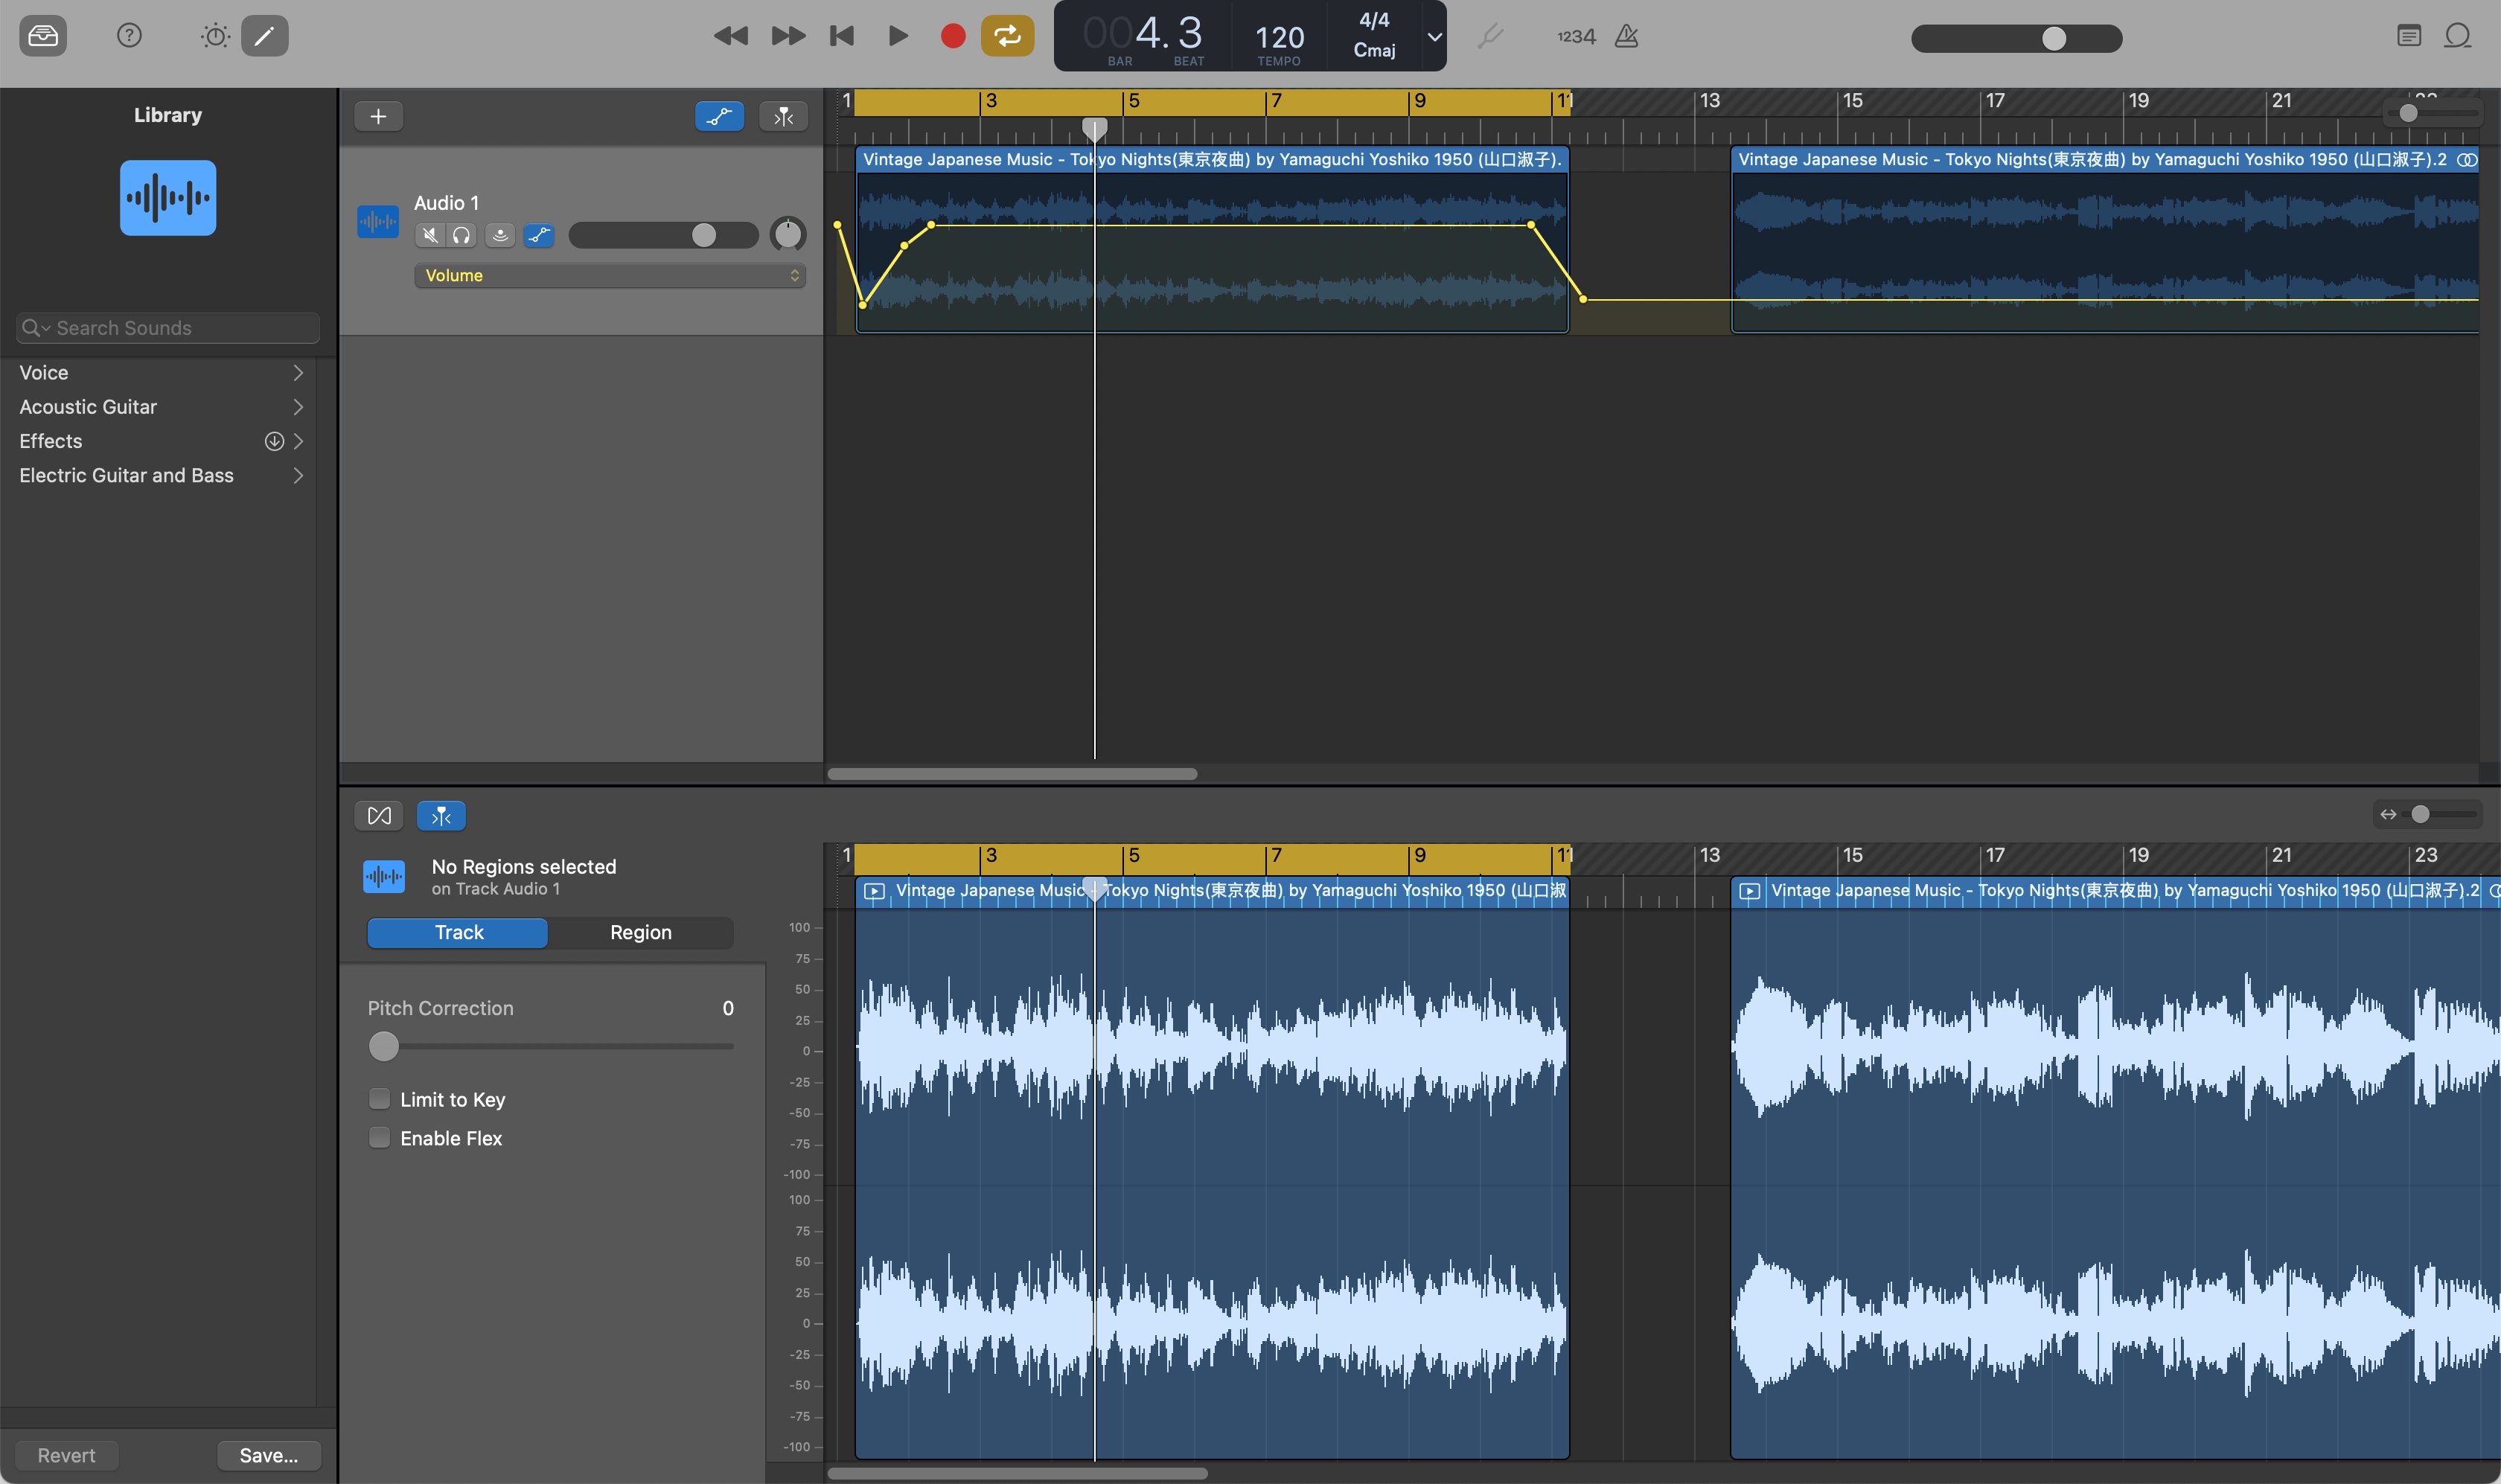 004. 3
BAR
BEAT
120
TEMPO
4/4
Cmaj
1234
Library
Search Sounds
Voice
Acoustic Guitar
Effects
Electric Guitar and Bass
Revert
Save...
Audio 1
Volume
1 3 5 7 9 11 13 15 17 19 21
Vintage Japanese Music - Tokyo Nights(東京夜曲) by Yamaguchi Yoshiko 1950 (山口淑子).
Vintage Japanese Music - Tokyo Nights(東京夜曲) by Yamaguchi Yoshiko 1950 (山口淑子).2
No Regions selected
on Track Audio 1
Track
Region
Pitch Correction
0
Limit to Key
Enable Flex
1 3 5 7 9 11 13 15 17 19 21 23
Vintage Japanese Music - Tokyo Nights(東京夜曲) by Yamaguchi Yoshiko 1950 (山口淑
Vintage Japanese Music - Tokyo Nights(東京夜曲) by Yamaguchi Yoshiko 1950 (山口淑子).2
100
75
50
25
0
-25
-50
-75
-100
100
75
50
25
0
-25
-50
-75
-100